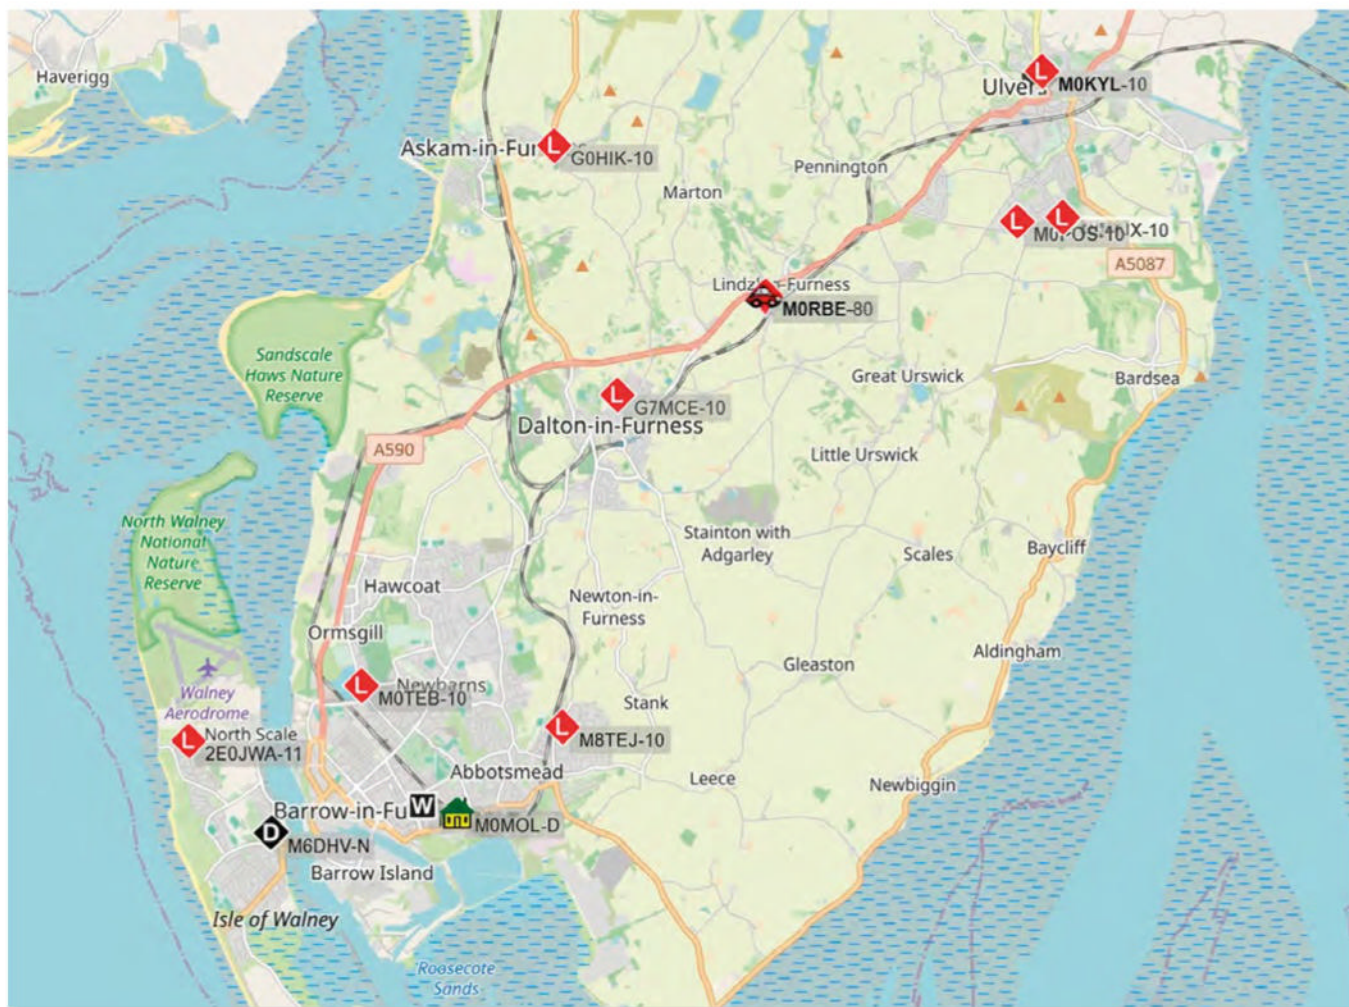 Haverigg
Ulvers
M0KYL-10
Askam-in-Fur
G0HIK-10
Pennington
Marton
M0POS-10
X-10
A5087
Lind
-Furness
M0RBE-80
Sandscale
Haws Nature
Reserve
Great Urswick
Bardsea
G7MCE-10
Dalton-in-Furness
A590
Little Urswick
North Walney
National
Nature
Reserve
Stainton with
Adgarley
Scales
Baycliff
Hawcoat
Newton-in-
Furness
Ormsgill
Gleaston
Aldingham
Newbarns
M0TEB-10
Walney
Aerodrome
Stank
North Scale
2E0JWA-11
M8TEJ-10
Abbotsmead
Leece
Newbiggin
Barrow-in-Fu
W
M0MOL-D
D
M6DHV-N
Barrow Island
Isle of Walney
Roosecote
Sands
L
L
L
L
L
L
L
L